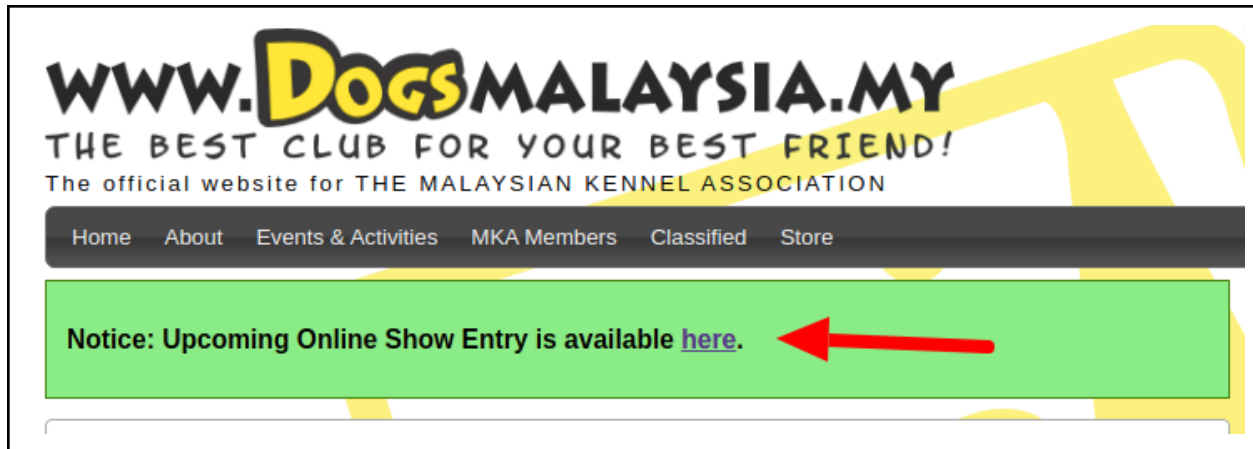 www.DOGSMALAYSIA.MY
THE BEST CLUB FOR YOUR BEST FRIEND!
The official website for THE MALAYSIAN KENNEL ASSOCIATION
Home About Events & Activities MKA Members Classified Store
Notice: Upcoming Online Show Entry is available here.